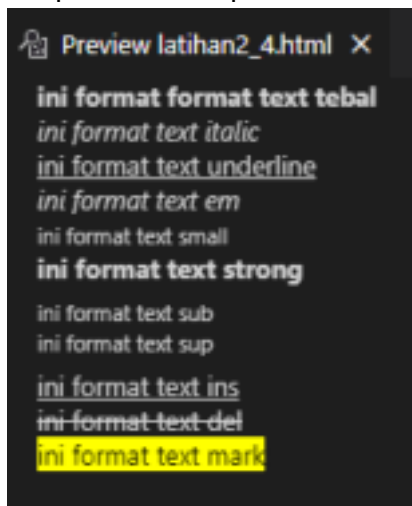 Preview latihan2_4.html
ini format format text tebal
ini format text italic
ini format text underline
ini format text em
ini format text small
ini format text strong
ini format text sub
ini format text sup
ini format text ins
ini format text del
ini format text mark